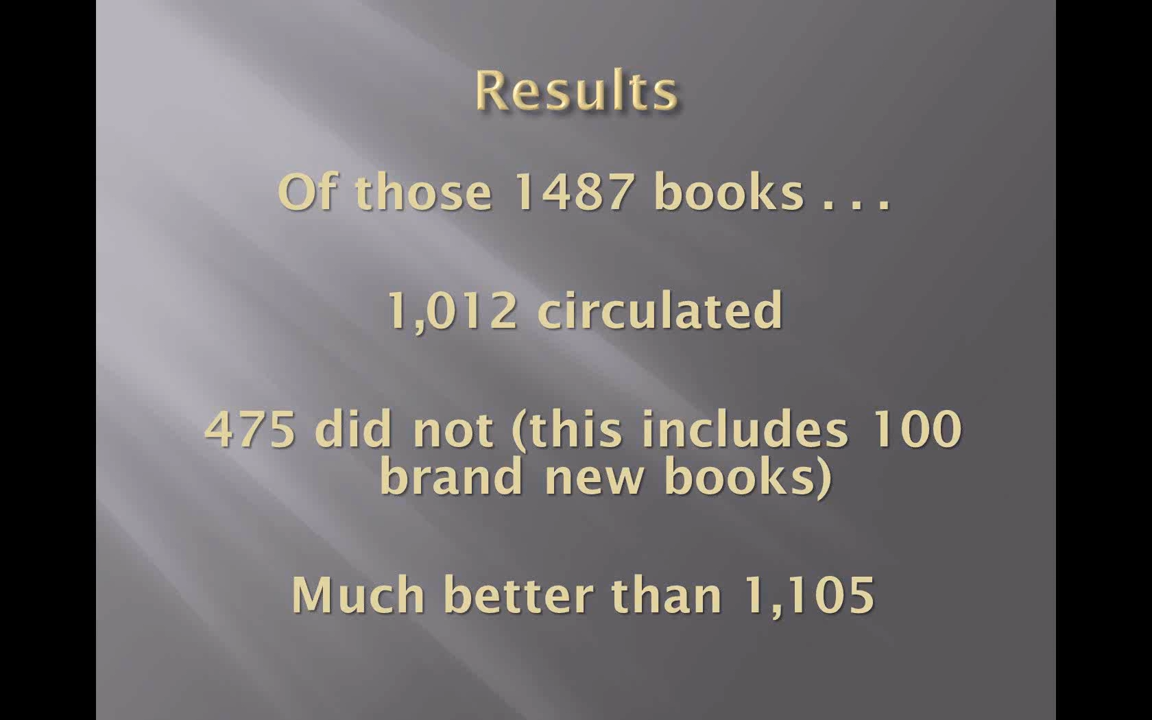 Results
Of those 1487 books . . .
1,012 circulated
475 did not (this includes 100
brand new books)
Much better than 1,105